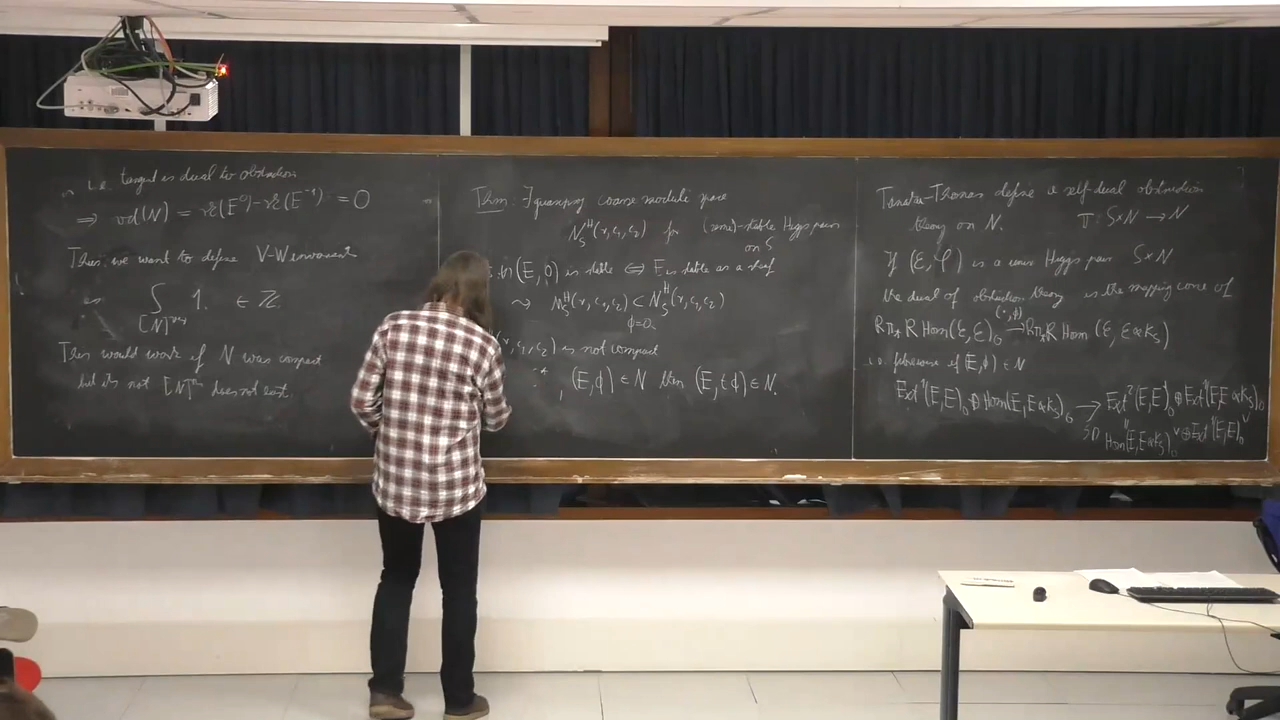 i.e. tangent is dual to obstruction
⇒ vd(N) = rk(E⁰) - rk(E⁻¹) = 0
Then we want to define V-W invariant
as ∫_{[N]^{vir}} 1. ∈ ℤ.
This would work if N was compact
but it's not [N]^{vir} does not exist.
Thm: ∃ quasiproj coarse moduli space
N_S^H(r, c₁, c₂) for (semi)-stable Higgs pairs
on S
(E, 0) is stable ⇔ E is stable as a sheaf
⇝ M_S^H(r, c₁, c₂) ⊂ N_S^H(r, c₁, c₂)
φ=0
(r, c₁, c₂) is not compact
(E, φ) ∈ N then (E, tφ) ∈ N.
Tanaka-Thomas define a self-dual obstruction
theory on N. π: S×N → N
If (ℰ, φ) is a univ Higgs pair S×N
the dual of obstruction theory is the mapping cone of
Rπ_* R Hom(ℰ, ℰ)₀ → Rπ_* R Hom (ℰ, ℰ⊗K_S)
i.e. fibrewise if (E, φ) ∈ N
Ext¹(E, E)₀ ⊕ Hom(E, E⊗K_S)₀ → Ext²(E, E)₀ ⊕ Ext¹(E, E⊗K_S)₀
SD Hom(E, E⊗K_S)₀^∨ ⊕ Ext¹(E, E)₀^∨